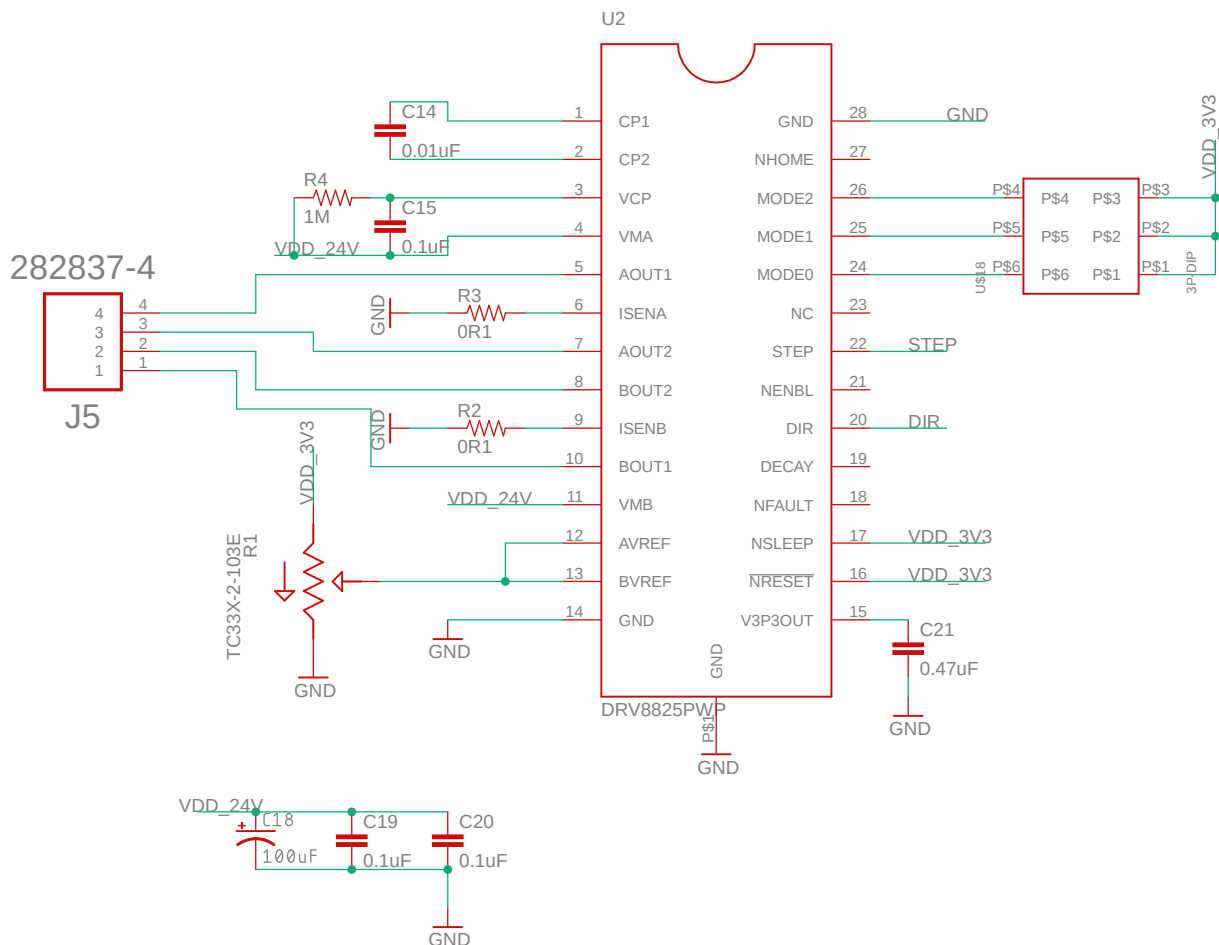 U2
C14
0.01uF
R4
1M
C15
0.1uF
VDD_24V
282837-4
4 4
3 3
2 2
1 1
J5
GND
R3
0R1
GND
R2
0R1
VDD_3V3
VDD_24V
TC33X-2-103E
R1
GND
GND
1 CP1
2 CP2
3 VCP
4 VMA
5 AOUT1
6 ISENA
7 AOUT2
8 BOUT2
9 ISENB
10 BOUT1
11 VMB
12 AVREF
13 BVREF
14 GND
GND 28 GND
NHOME 27
MODE2 26
MODE1 25
MODE0 24
NC 23
STEP 22 STEP
NENBL 21
DIR 20 DIR
DECAY 19
NFAULT 18
NSLEEP 17 VDD_3V3
NRESET 16 VDD_3V3
V3P3OUT 15
GND
DRV8825PWP
P$1
GND
C21
0.47uF
GND
VDD_3V3
P$4 P$4 P$3 P$3
P$5 P$5 P$2 P$2
P$6 P$6 P$1 P$1
U$18
3P-DIP
VDD_24V
+
C18
100uF
C19
0.1uF
C20
0.1uF
GND